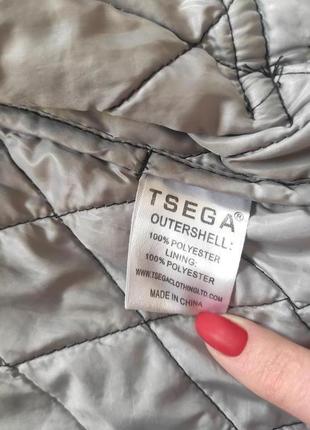 TSEGA®
OUTERSHELL:
100% POLYESTER
LINING:
100% POLYESTER
WWW.TSEGACLOTHINGLTD.COM
MADE IN CHINA